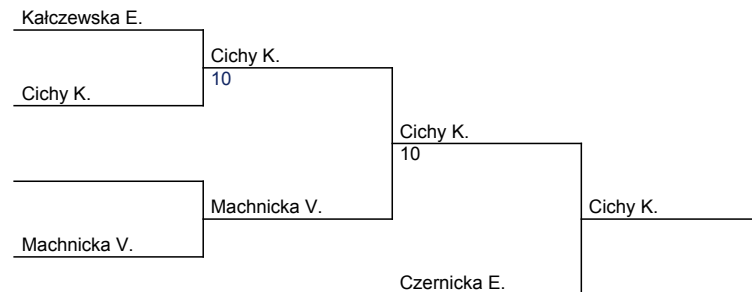 Kałczewska E.
Cichy K.
10
Cichy K.
Cichy K.
10
Machnicka V.
Cichy K.
Machnicka V.
Czernicka E.